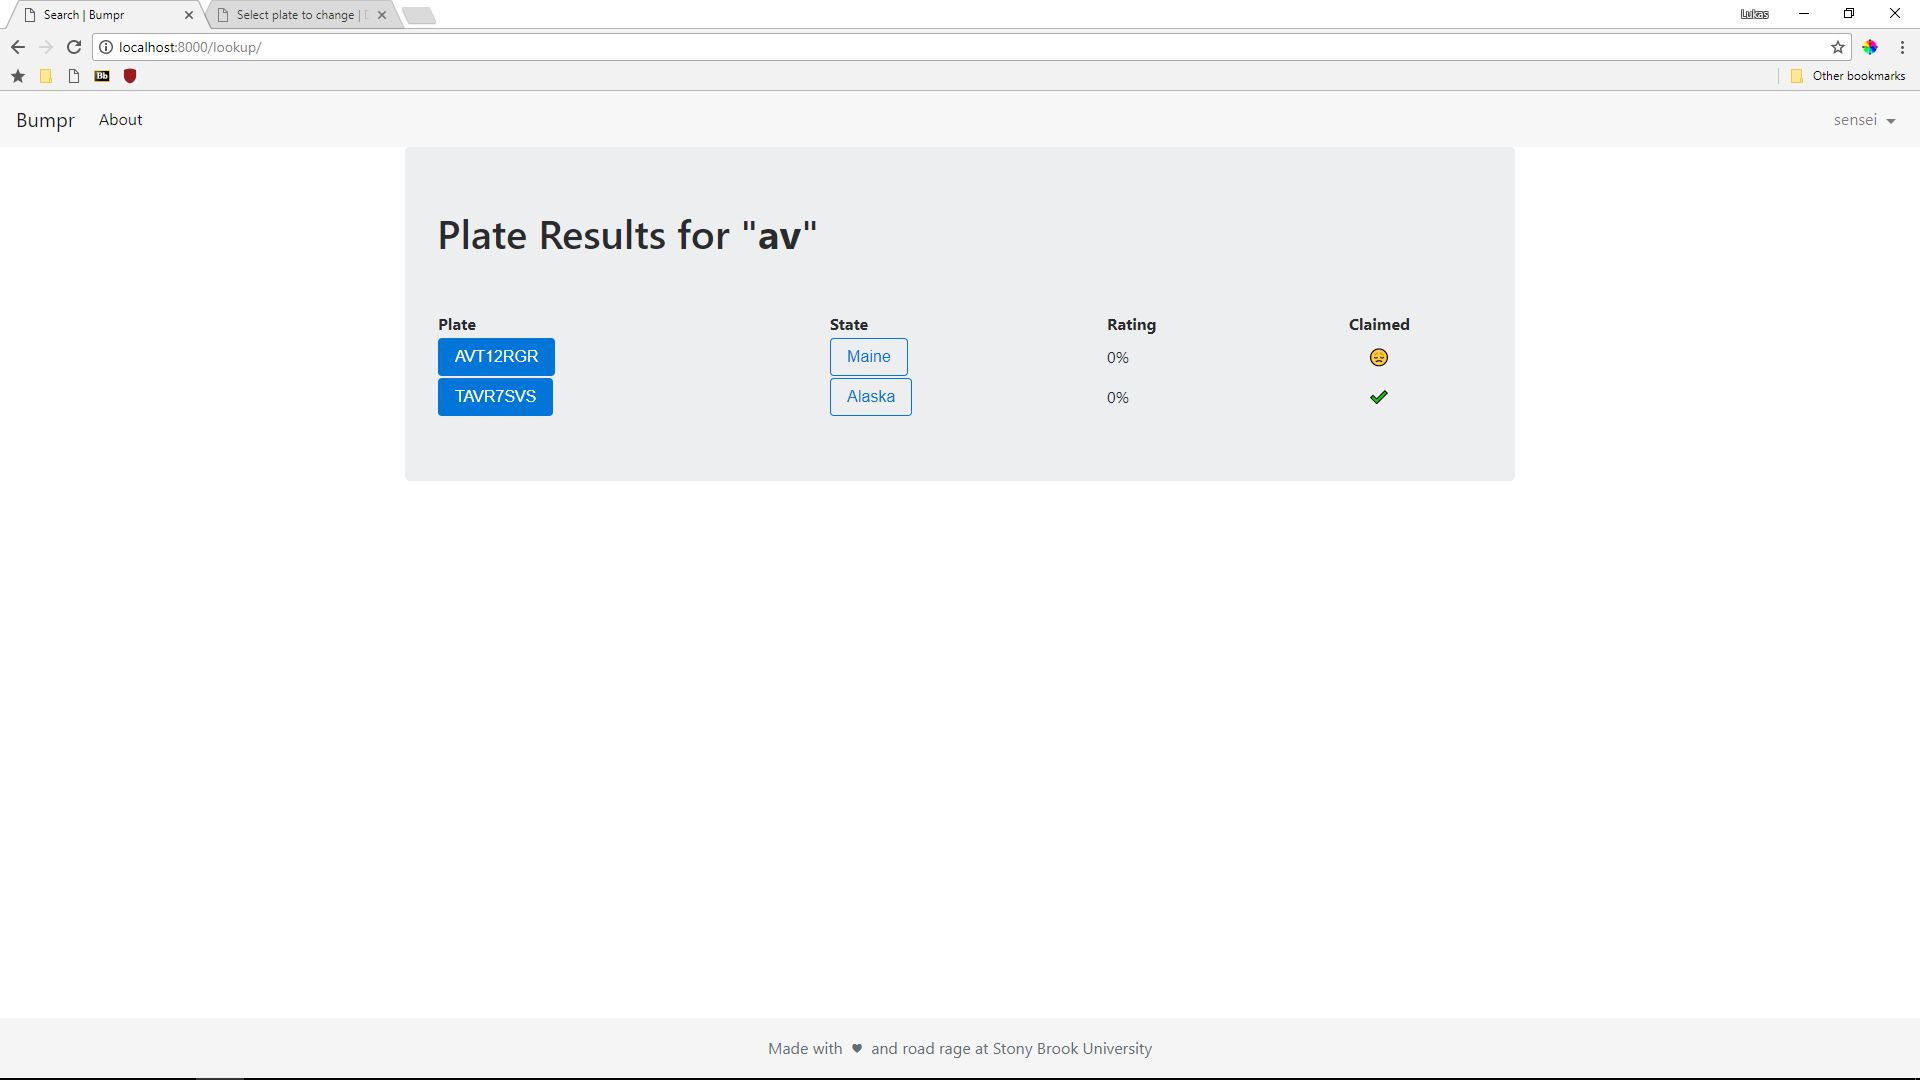 Search | Bumpr
Select plate to change |
Lukas
localhost:8000/lookup/
Bb
Other bookmarks
Bumpr About sensei
Plate Results for "av"
Plate State Rating Claimed
AVT12RGR Maine 0%
TAVR7SVS Alaska 0%
Made with ♥ and road rage at Stony Brook University